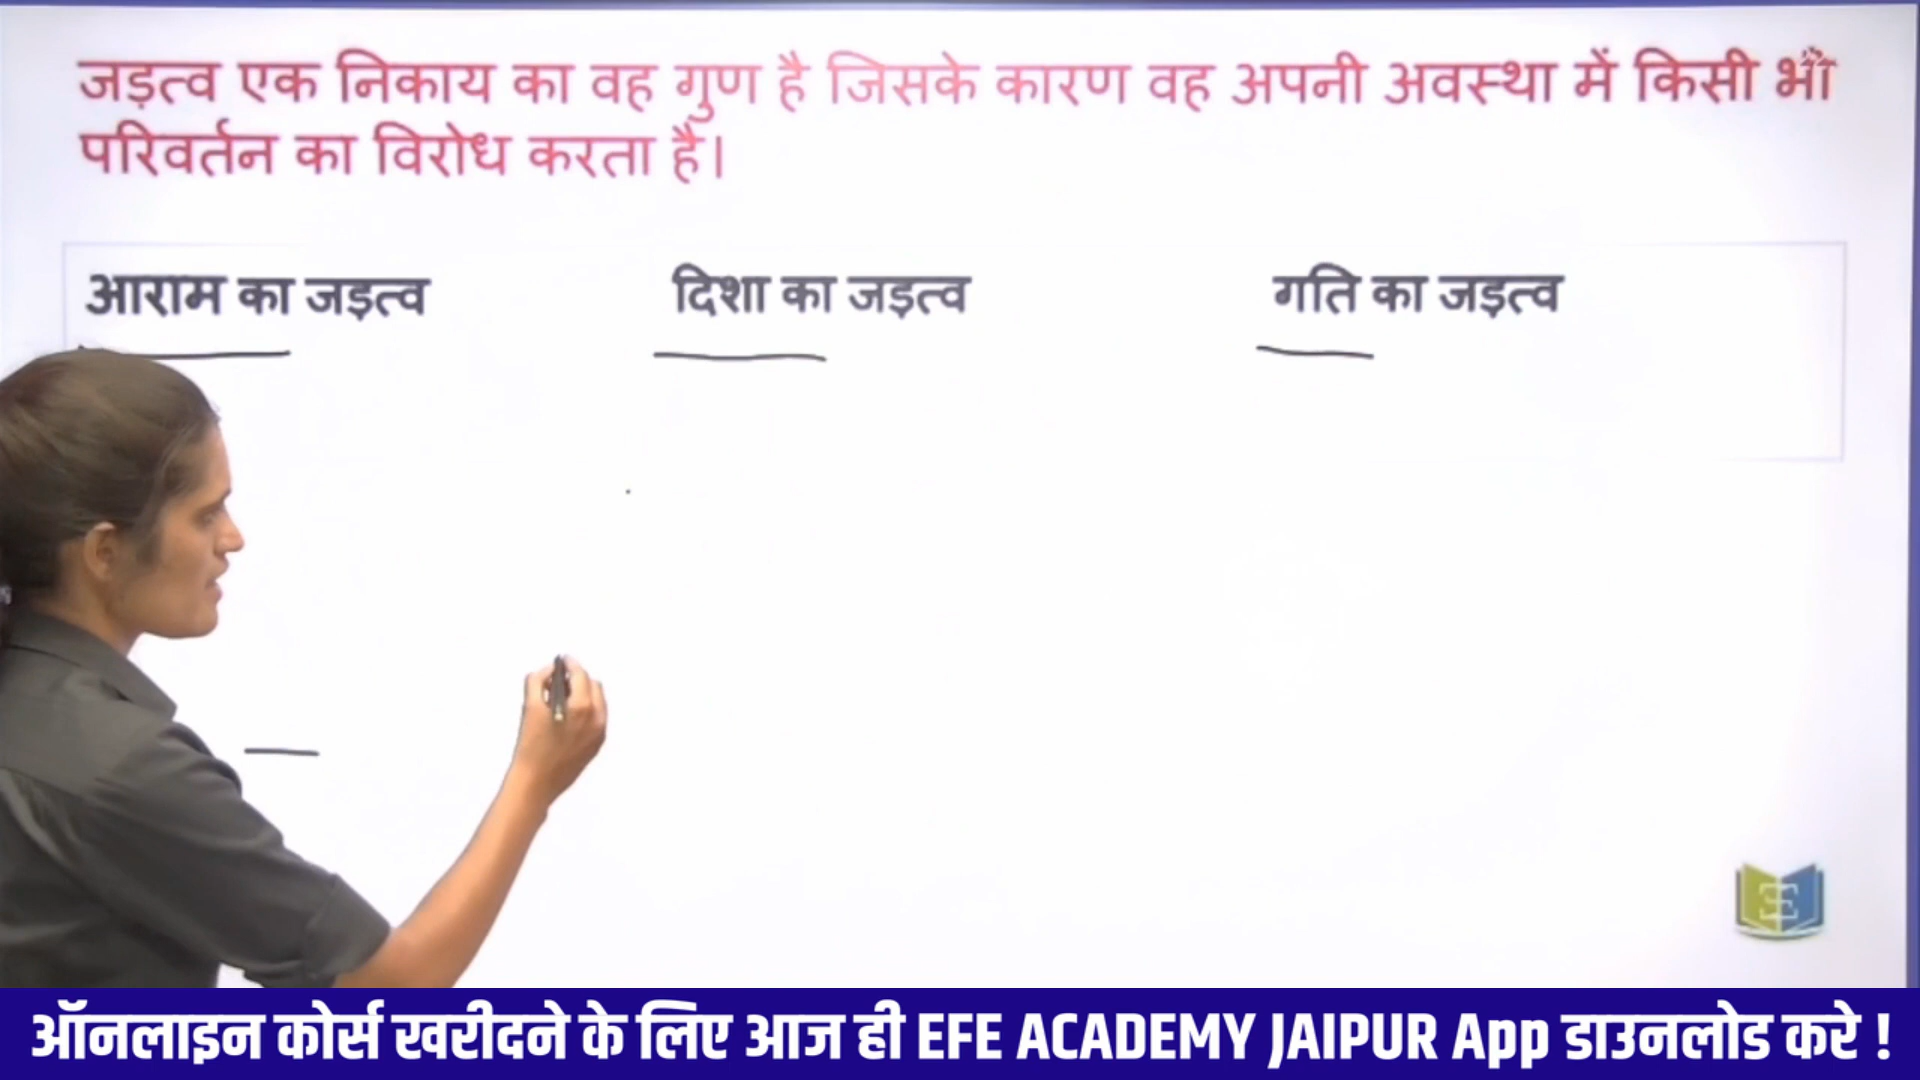 जड़त्व एक निकाय का वह गुण है जिसके कारण वह अपनी अवस्था में किसी भी
परिवर्तन का विरोध करता है।
आराम का जड़त्व दिशा का जड़त्व गति का जड़त्व
ऑनलाइन कोर्स खरीदने के लिए आज ही EFE ACADEMY JAIPUR App डाउनलोड करे !